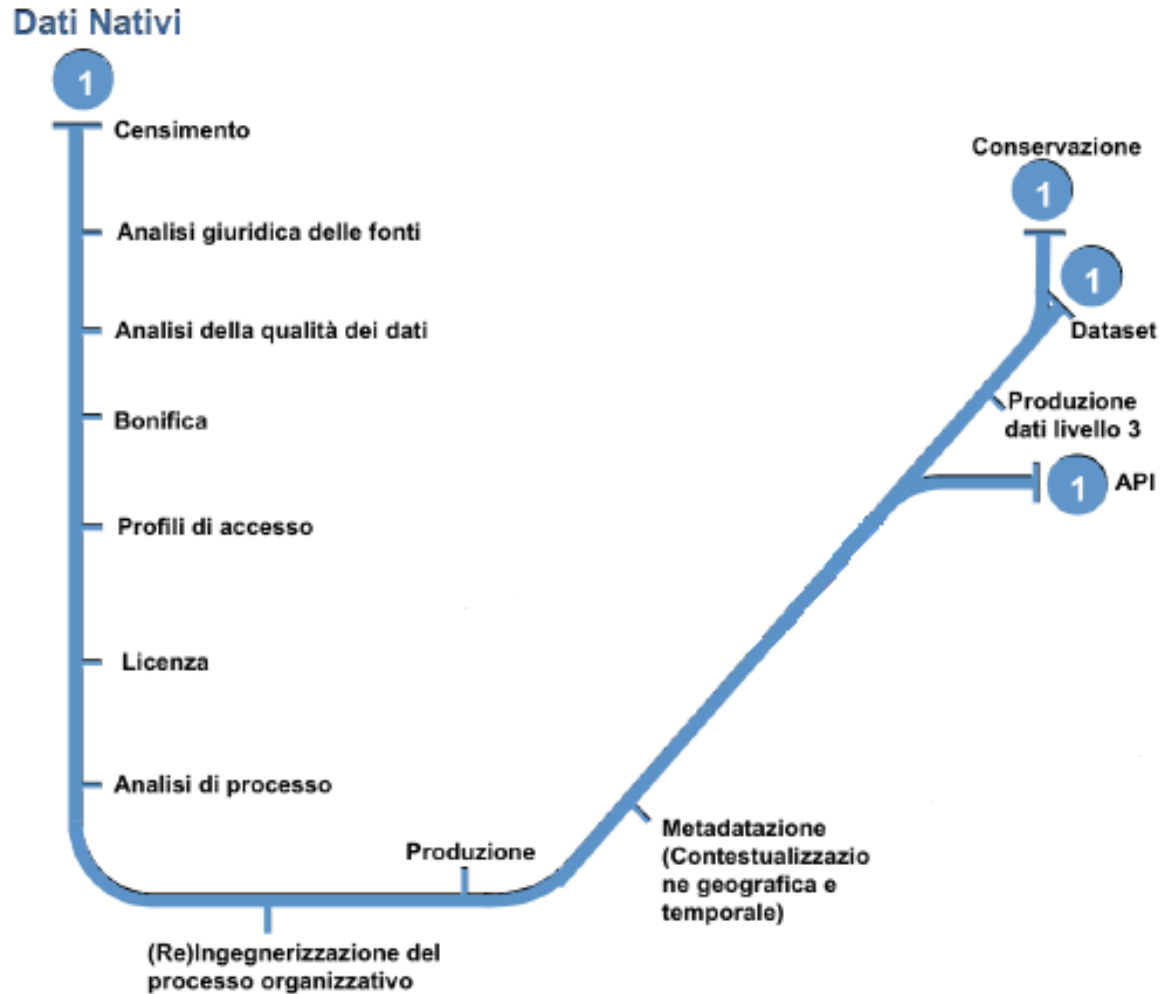 Dati Nativi
1
Censimento
Analisi giuridica delle fonti
Analisi della qualità dei dati
Bonifica
Profili di accesso
Licenza
Analisi di processo
(Re)Ingegnerizzazione del
processo organizzativo
Produzione
Metadatazione
(Contestualizzazio
ne geografica e
temporale)
1
API
Produzione
dati livello 3
1
Dataset
Conservazione
1